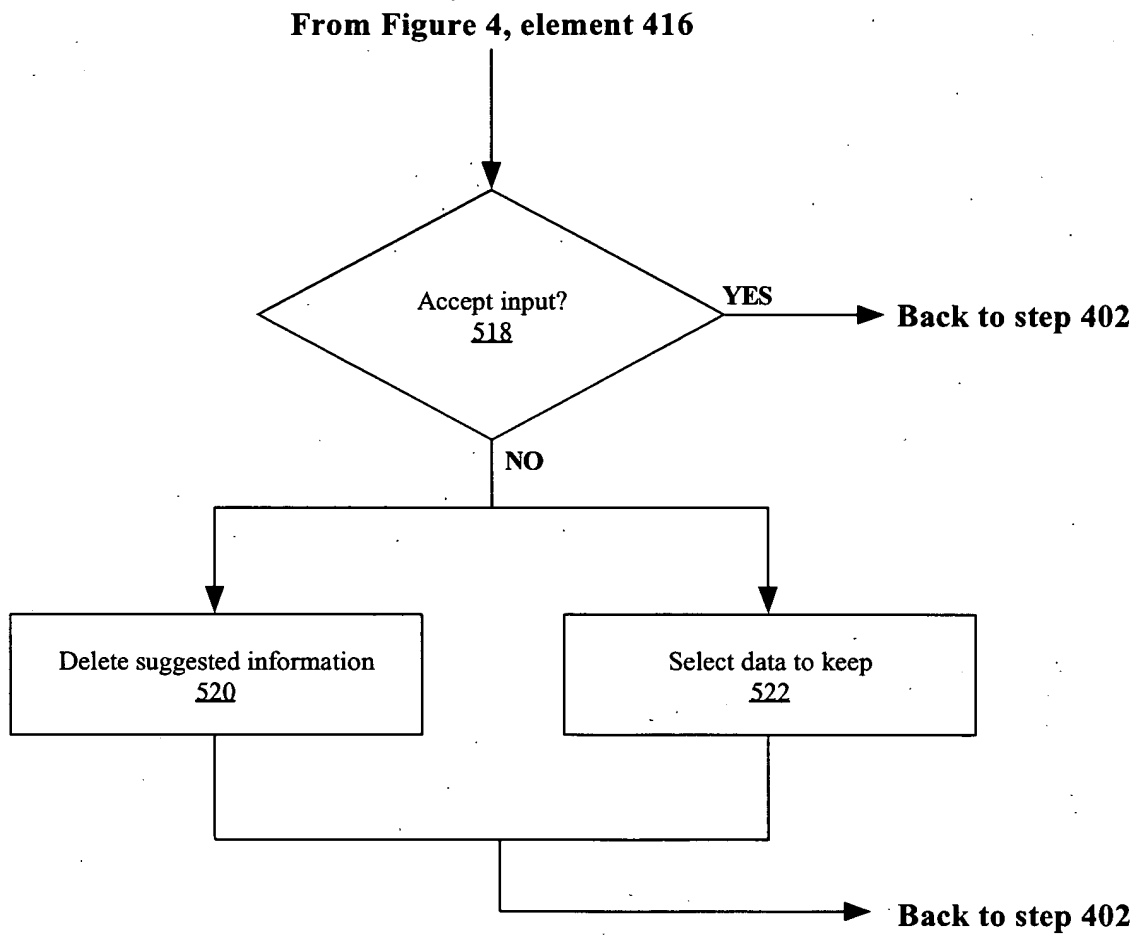 From Figure 4, element 416
Accept input?
518
YES
Back to step 402
NO
Delete suggested information
520
Select data to keep
522
Back to step 402